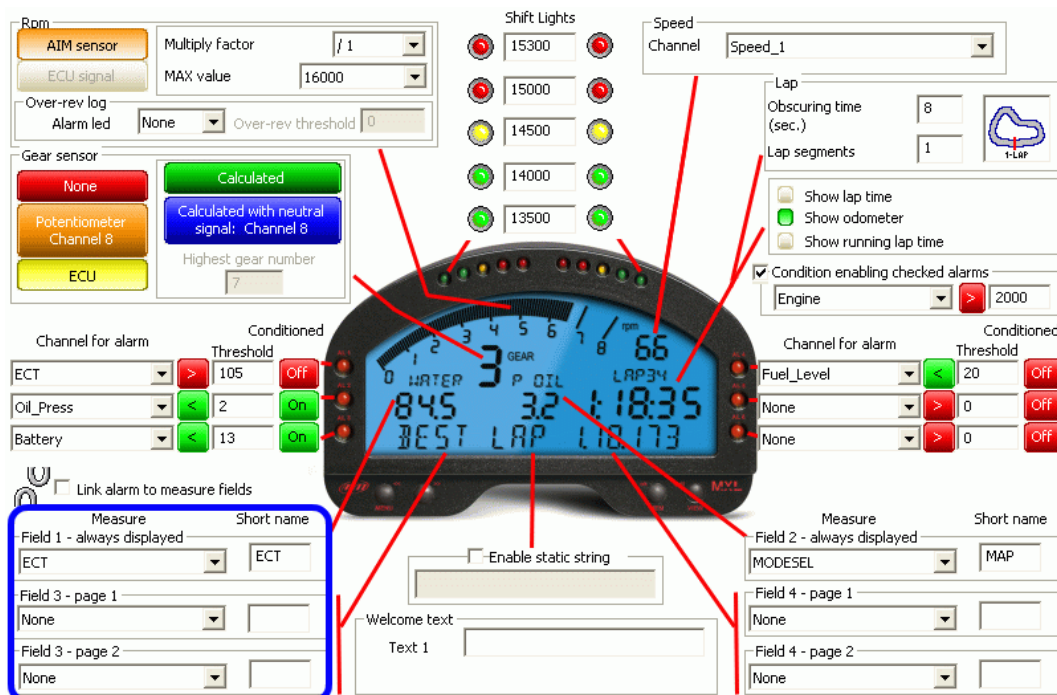 Rpm
AIM sensor
ECU signal
Multiply factor
/ 1
MAX value
16000
Over-rev log
Alarm led
None
Over-rev threshold
0
Shift Lights
15300
15000
14500
14000
13500
Speed
Channel
Speed_1
Lap
Obscuring time
(sec.)
8
Lap segments
1
1-LAP
Gear sensor
None
Potentiometer
Channel 8
ECU
Calculated
Calculated with neutral
signal: Channel 8
Highest gear number
7
Show lap time
Show odometer
Show running lap time
Condition enabling checked alarms
Engine
>
2000
Channel for alarm
Threshold
Conditioned
ECT
>
105
Off
Oil_Press
<
2
On
Battery
<
13
On
Link alarm to measure fields
0 1 2 3 4 5 6 7 8
rpm
66
3 GEAR
WATER
P OIL
LAP34
84.5
3.2
1:18.35
BEST LAP 1.18.173
MXL
Channel for alarm
Threshold
Conditioned
Fuel_Level
<
20
Off
None
>
0
Off
None
>
0
Off
Measure
Short name
Field 1 - always displayed
ECT
ECT
Field 3 - page 1
None
Field 3 - page 2
None
Enable static string
Welcome text
Text 1
Measure
Short name
Field 2 - always displayed
MODESEL
MAP
Field 4 - page 1
None
Field 4 - page 2
None